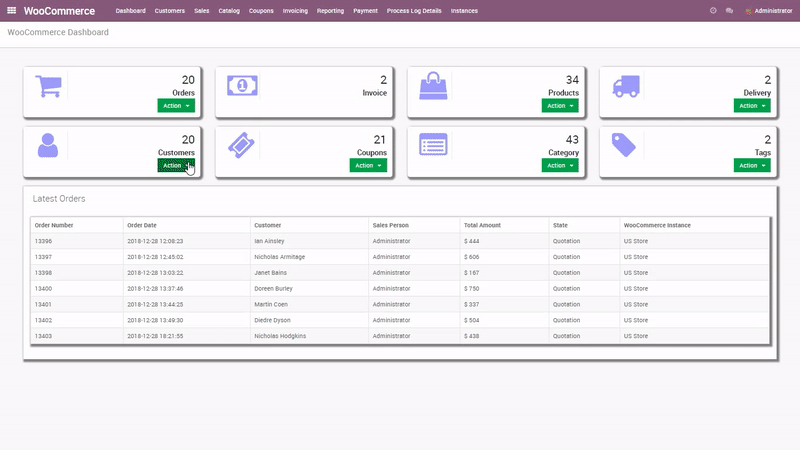 WooCommerce Dashboard Customers Sales Catalog Coupons Invoicing Reporting Payment Process Log Details Instances Administrator
WooCommerce Dashboard
20
Orders
Action
1
2
Invoice
34
Products
Action
2
Delivery
Action
20
Customers
Action
21
Coupons
Action
43
Category
Action
2
Tags
Action
Latest Orders
Order Number Order Date Customer Sales Person Total Amount State WooCommerce Instance
13396 2018-12-28 12:08:23 Ian Ainsley Administrator $ 444 Quotation US Store
13397 2018-12-28 12:45:02 Nicholas Armitage Administrator $ 606 Quotation US Store
13398 2018-12-28 13:03:22 Janet Bains Administrator $ 167 Quotation US Store
13400 2018-12-28 13:37:46 Doreen Burley Administrator $ 750 Quotation US Store
13401 2018-12-28 13:44:25 Martin Coen Administrator $ 337 Quotation US Store
13402 2018-12-28 13:49:30 Diedre Dyson Administrator $ 504 Quotation US Store
13403 2018-12-28 18:21:55 Nicholas Hodgkins Administrator $ 438 Quotation US Store